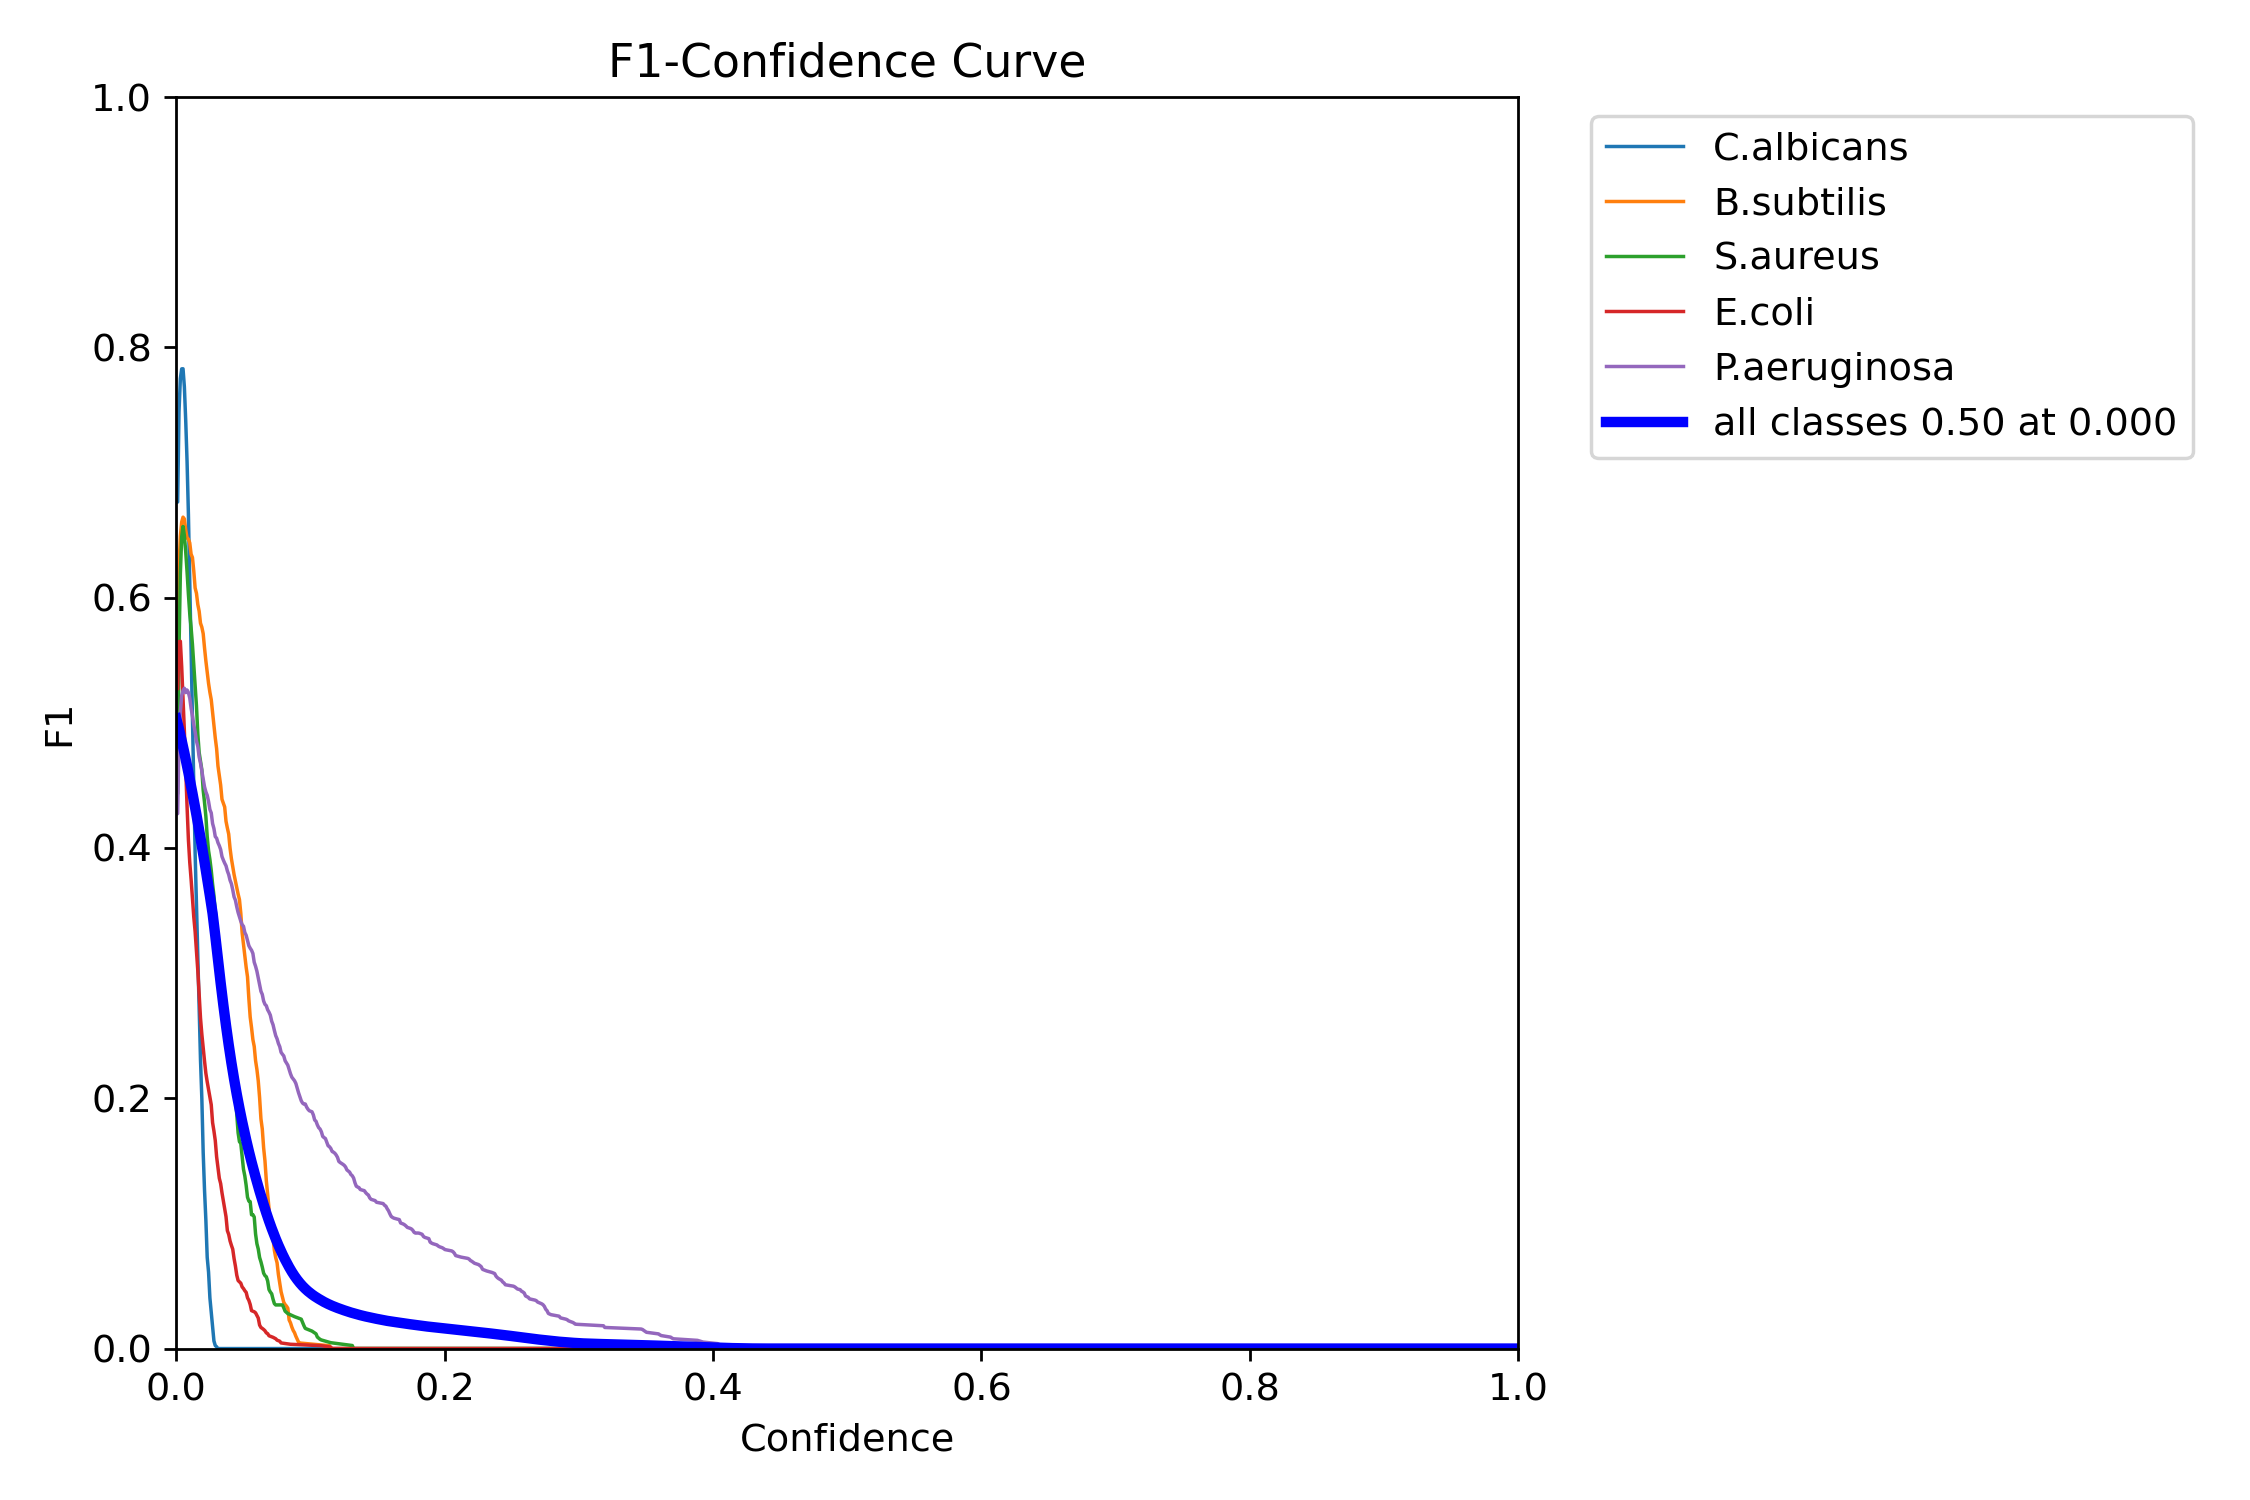 F1-Confidence Curve
1.0
0.8
0.6
0.4
0.2
0.0
F1
0.0 0.2 0.4 0.6 0.8 1.0
Confidence
C.albicans
B.subtilis
S.aureus
E.coli
P.aeruginosa
all classes 0.50 at 0.000